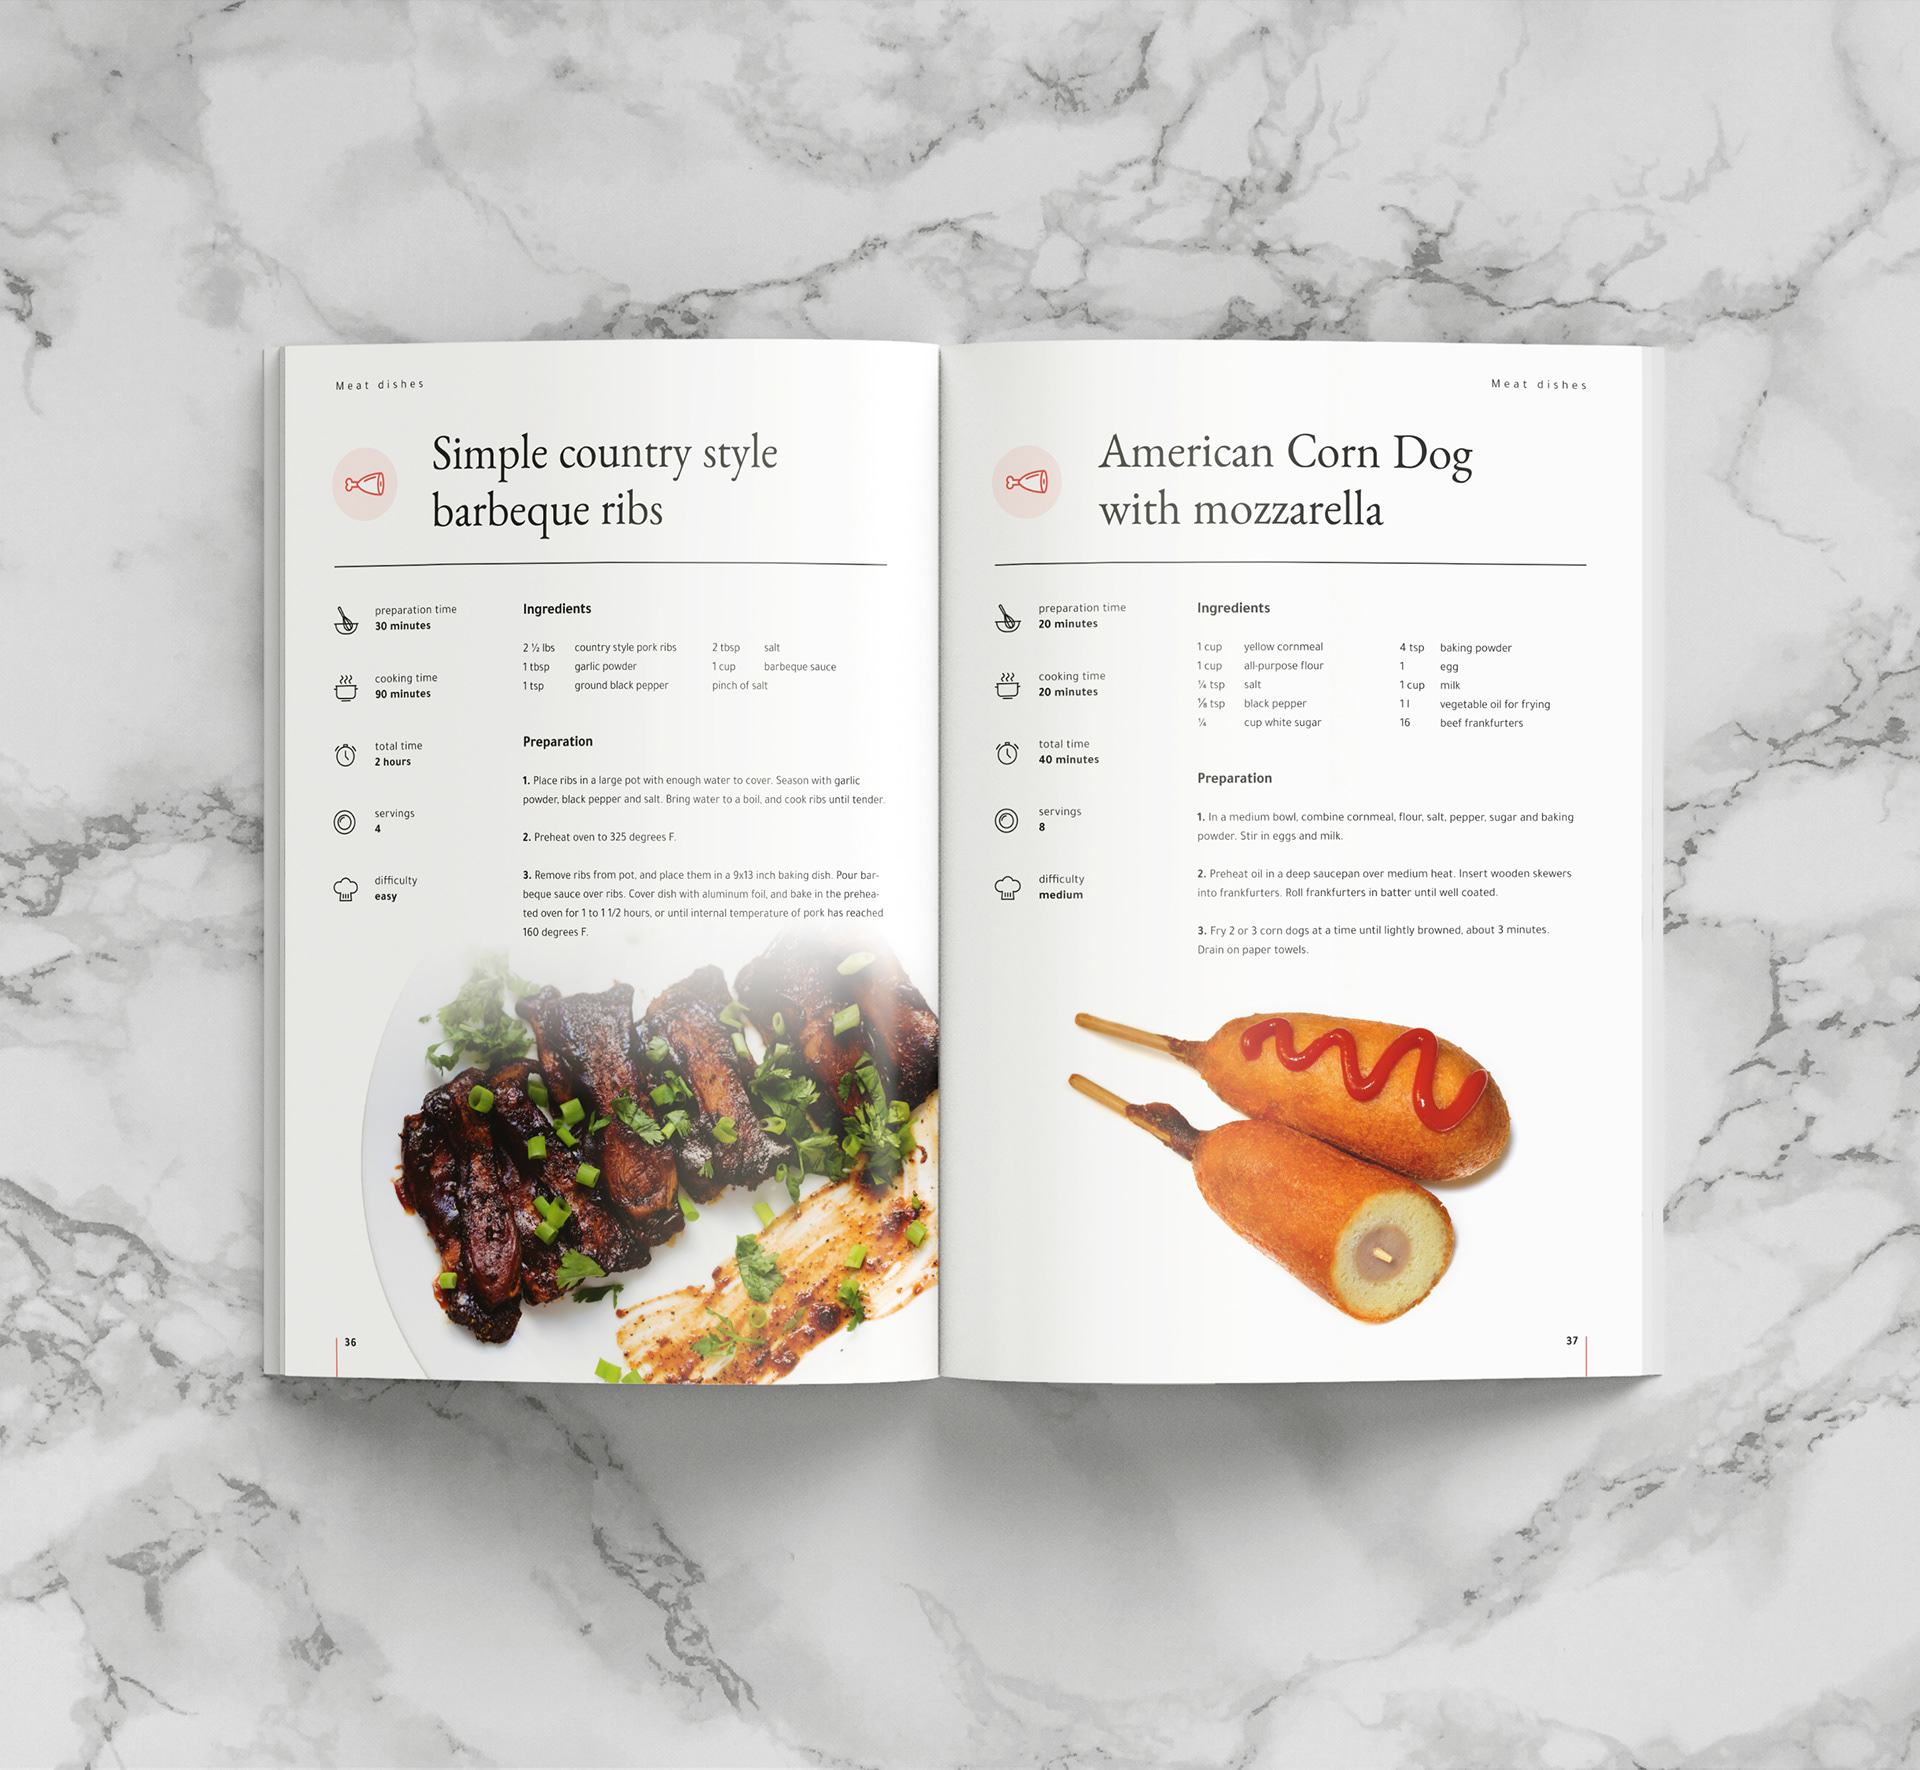 Meat dishes
Simple country style
barbeque ribs
preparation time
30 minutes
cooking time
90 minutes
total time
2 hours
servings
4
difficulty
easy
Ingredients
2 ½ lbs country style pork ribs 2 tbsp salt
1 tbsp garlic powder 1 cup barbeque sauce
1 tsp ground black pepper pinch of salt
Preparation
1. Place ribs in a large pot with enough water to cover. Season with garlic
powder, black pepper and salt. Bring water to a boil, and cook ribs until tender.
2. Preheat oven to 325 degrees F.
3. Remove ribs from pot, and place them in a 9x13 inch baking dish. Pour bar-
beque sauce over ribs. Cover dish with aluminum foil, and bake in the prehea-
ted oven for 1 to 1 1/2 hours, or until internal temperature of pork has reached
160 degrees F.
36
Meat dishes
American Corn Dog
with mozzarella
preparation time
20 minutes
cooking time
20 minutes
total time
40 minutes
servings
8
difficulty
medium
Ingredients
1 cup yellow cornmeal 4 tsp baking powder
1 cup all-purpose flour 1 egg
¼ tsp salt 1 cup milk
⅛ tsp black pepper 1 l vegetable oil for frying
¼ cup white sugar 16 beef frankfurters
Preparation
1. In a medium bowl, combine cornmeal, flour, salt, pepper, sugar and baking
powder. Stir in eggs and milk.
2. Preheat oil in a deep saucepan over medium heat. Insert wooden skewers
into frankfurters. Roll frankfurters in batter until well coated.
3. Fry 2 or 3 corn dogs at a time until lightly browned, about 3 minutes.
Drain on paper towels.
37